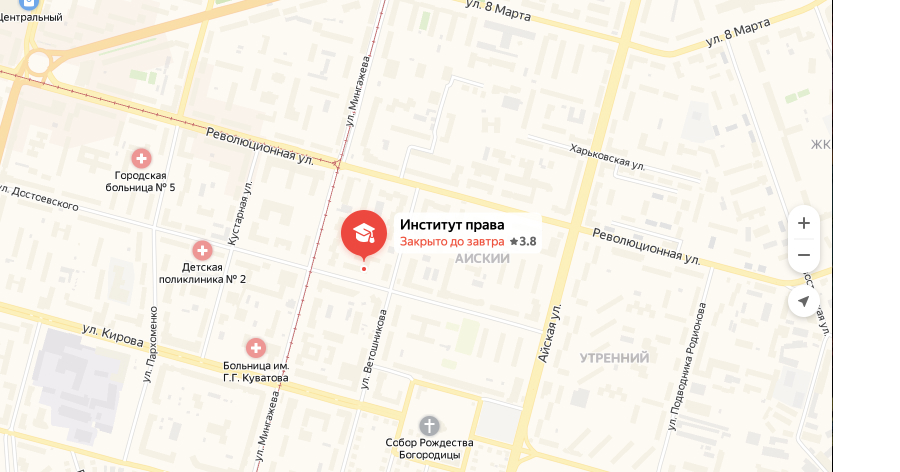 Центральный
ул. 8 Марта
ул. 8 Марта
ул. Мингажева
Революционная ул.
Харьковская ул.
ЖК
Городская
больница № 5
ул. Достоевского
Кустарная ул.
Институт права
Закрыто до завтра ★3.8
АЙСКИЙ
Революционная ул.
Детская
поликлиника № 2
ул. Кирова
ул. Пархоменко
Больница им.
Г.Г. Куватова
ул. Ветошникова
Айская ул.
УТРЕННИЙ
ул. Подводника Родионова
ул. Мингажева
Собор Рождества
Богородицы